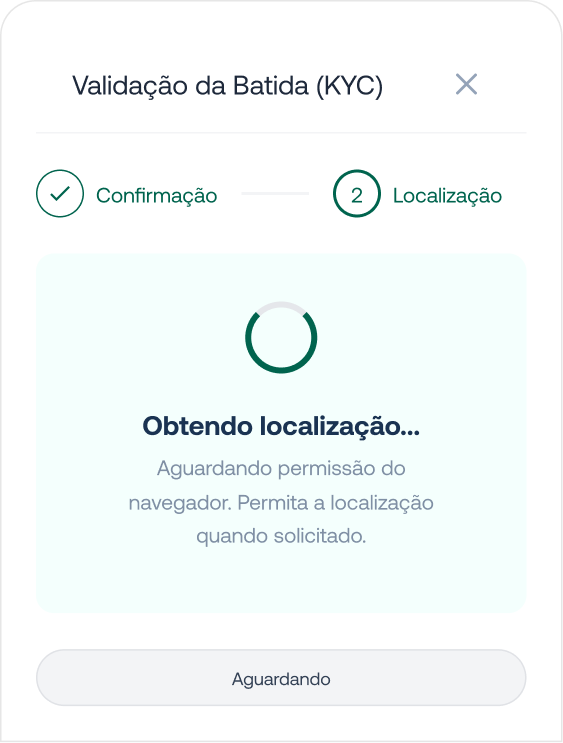 Validação da Batida (KYC)
Confirmação
2
Localização
Obtendo localização...
Aguardando permissão do
navegador. Permita a localização
quando solicitado.
Aguardando